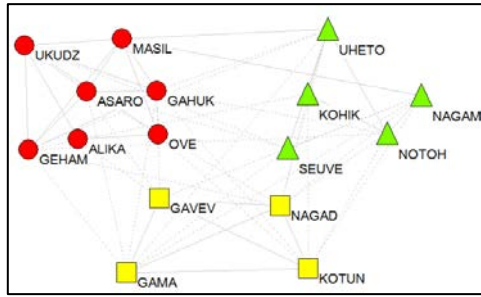 UHETO
MASIL
UKUDZ
ASARO
GAHUK
NAGAM
KOHIK
OVE
NOTOH
ALIKA
GEHAM
SEUVE
GAVEV
NAGAD
GAMA
KOTUN